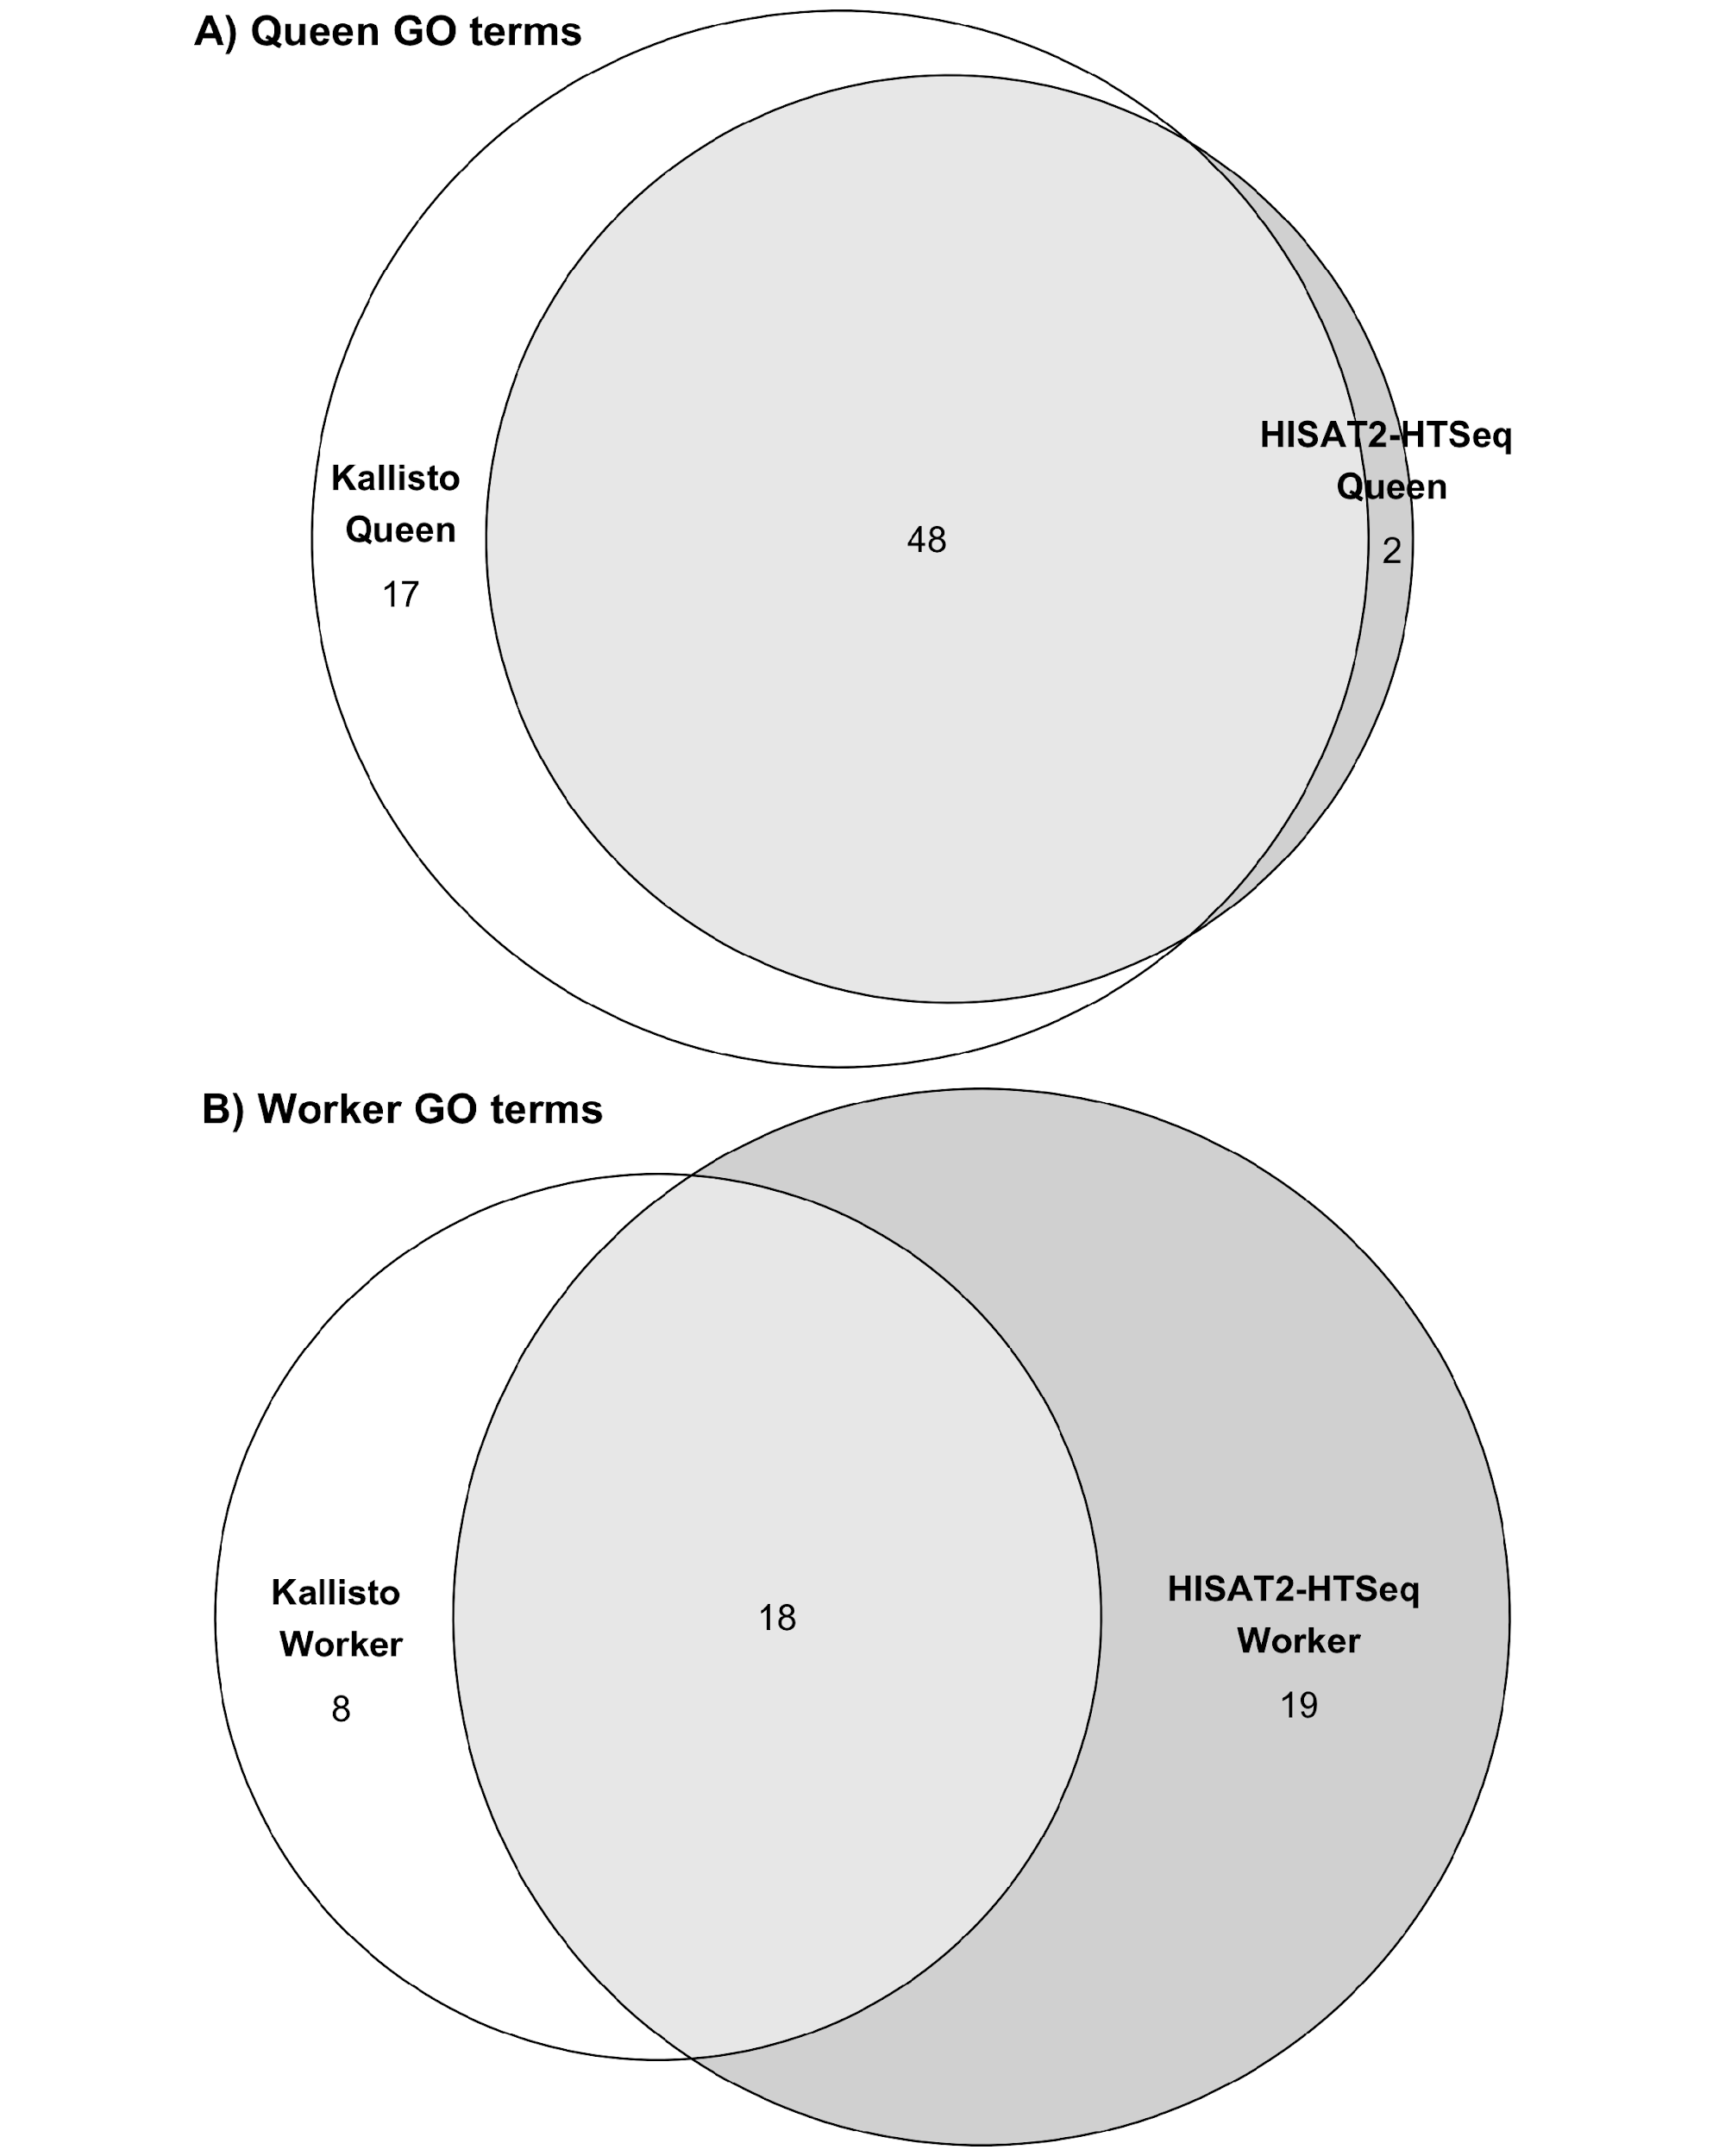 A) Queen GO terms
HISAT2-HTSeq
Queen
Kallisto
Queen
48
2
17
B) Worker GO terms
Kallisto
Worker
8
18
HISAT2-HTSeq
Worker
19